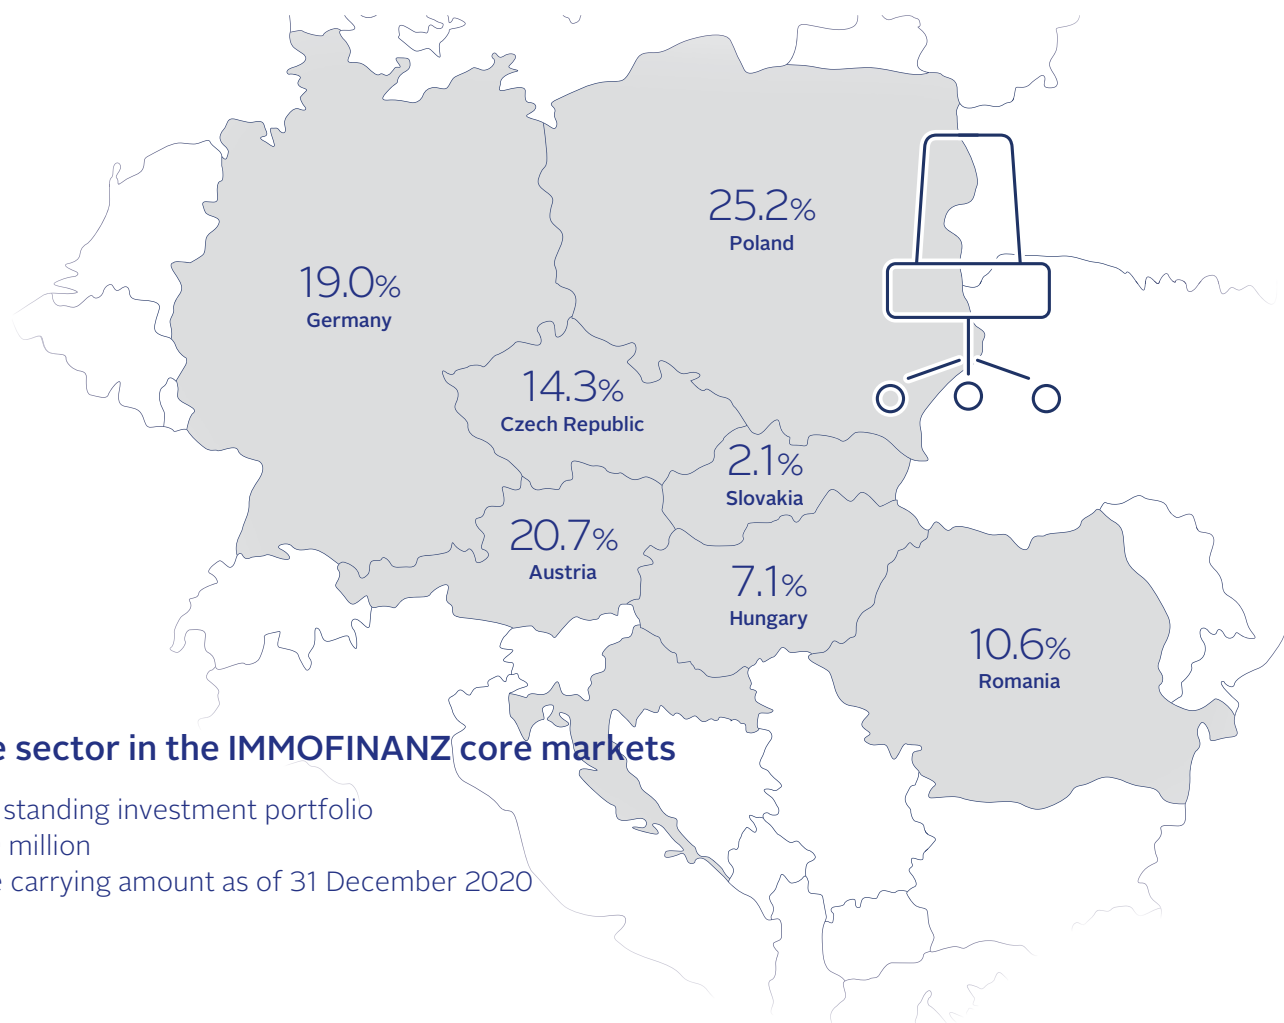 25.2%
Poland
19.0%
Germany
14.3%
Czech Republic
2.1%
Slovakia
20.7%
Austria
7.1%
Hungary
10.6%
Romania
sector in the IMMOFINANZ core markets
standing investment portfolio
million
carrying amount as of 31 December 2020